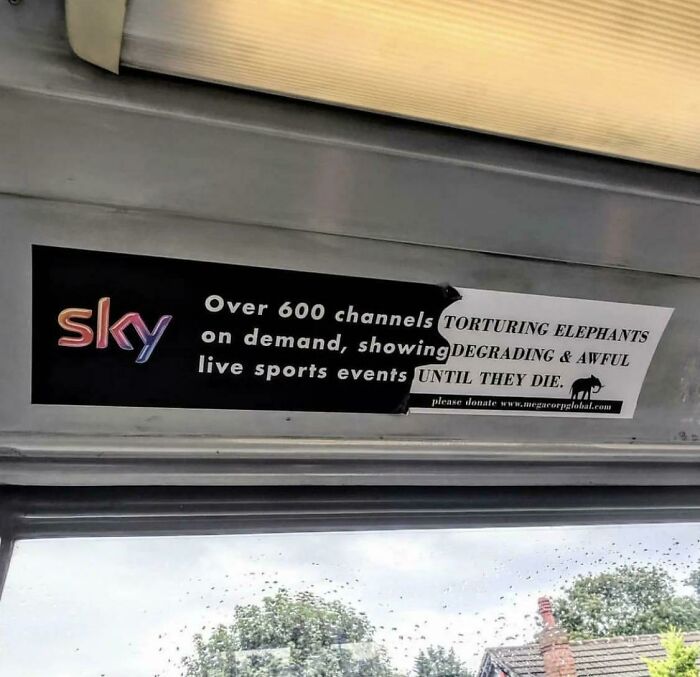 sky
Over 600 channels TORTURING ELEPHANTS
on demand, showing DEGRADING & AWFUL
live sports events UNTIL THEY DIE.
please donate www.megacorpglobal.com